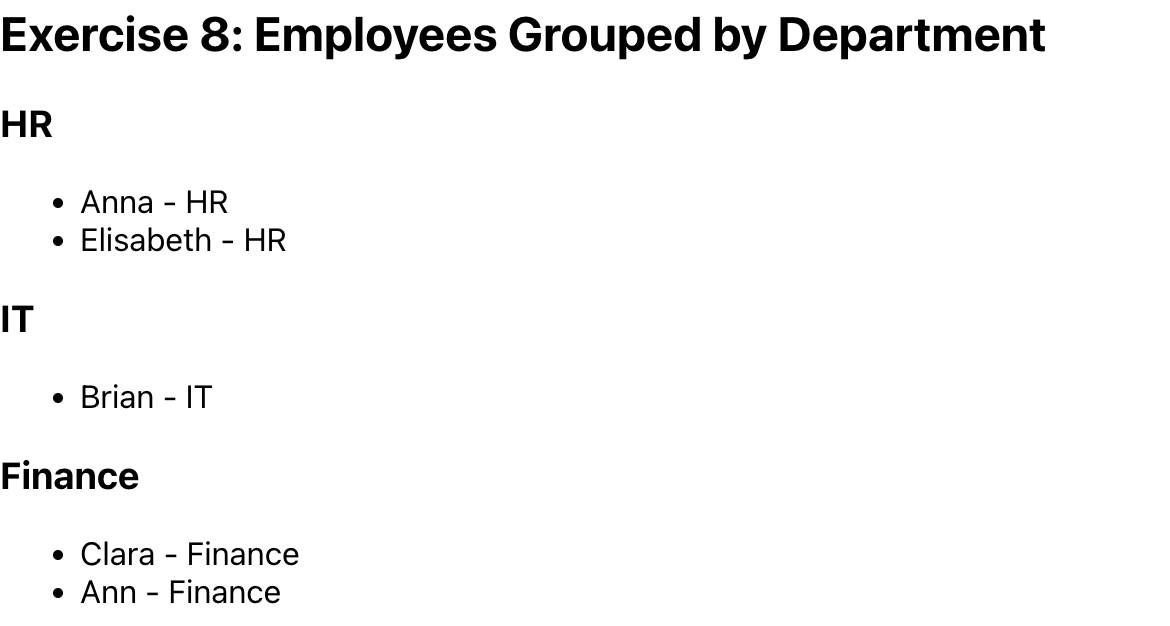 Exercise 8: Employees Grouped by Department
HR
• Anna - HR
• Elisabeth - HR
IT
• Brian - IT
Finance
• Clara - Finance
• Ann - Finance